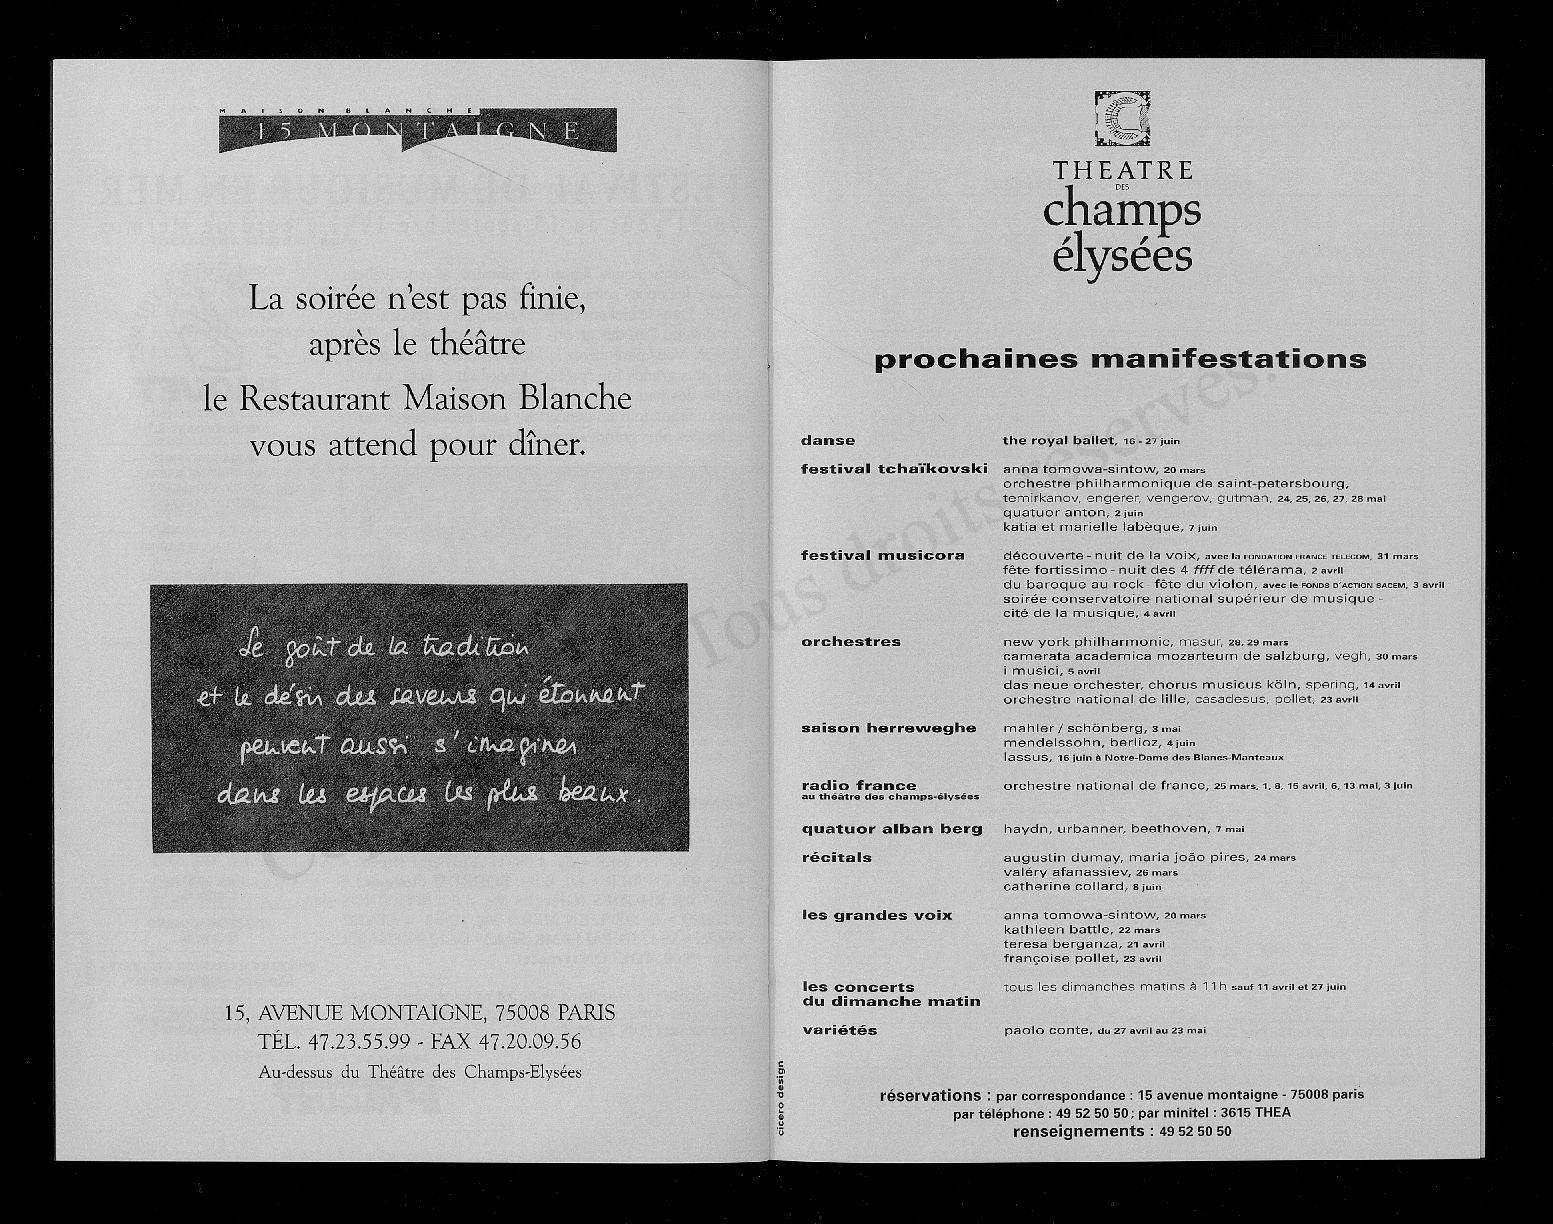 MAISON BLANCHE
15 MONTAIGNE
La soirée n'est pas finie,
après le théâtre
le Restaurant Maison Blanche
vous attend pour dîner.
Le goût de la tradition
et le désir des saveurs qui étonnent
peuvent aussi s'imaginer
dans les espaces les plus beaux.
15, AVENUE MONTAIGNE, 75008 PARIS
TÉL. 47.23.55.99 - FAX 47.20.09.56
Au-dessus du Théâtre des Champs-Elysées
THEATRE
DES
champs
élysées
prochaines manifestations
danse the royal ballet, 16 - 27 juin
festival tchaïkovski anna tomowa-sintow, 20 mars
orchestre philharmonique de saint-petersbourg,
temirkanov, engerer, vengerov, gutman, 24, 25, 26, 27, 28 mai
quatuor anton, 2 juin
katia et marielle labèque, 7 juin
festival musicora découverte - nuit de la voix, avec la FONDATION FRANCE TELECOM, 31 mars
fête fortissimo - nuit des 4 ffff de télérama, 2 avril
du baroque au rock - fête du violon, avec le FONDS D'ACTION SACEM, 3 avril
soirée conservatoire national supérieur de musique -
cité de la musique, 4 avril
orchestres new york philharmonic, masur, 28, 29 mars
camerata academica mozarteum de salzburg, vegh, 30 mars
i musici, 5 avril
das neue orchester, chorus musicus köln, spering, 14 avril
orchestre national de lille, casadesus, pollet, 23 avril
saison herreweghe mahler / schönberg, 3 mai
mendelssohn, berlioz, 4 juin
lassus, 16 juin à Notre-Dame des Blancs-Manteaux
radio france orchestre national de france, 25 mars, 1, 8, 15 avril, 6, 13 mai, 3 juin
au théâtre des champs-élysées
quatuor alban berg haydn, urbanner, beethoven, 7 mai
récitals augustin dumay, maria joão pires, 24 mars
valéry afanassiev, 26 mars
catherine collard, 8 juin
les grandes voix anna tomowa-sintow, 20 mars
kathleen battle, 22 mars
teresa berganza, 21 avril
françoise pollet, 23 avril
les concerts tous les dimanches matins à 11h sauf 11 avril et 27 juin
du dimanche matin
variétés paolo conte, du 27 avril au 23 mai
réservations : par correspondance : 15 avenue montaigne - 75008 paris
par téléphone : 49 52 50 50 ; par minitel : 3615 THEA
renseignements : 49 52 50 50
cicero design
Tous droits réservés.